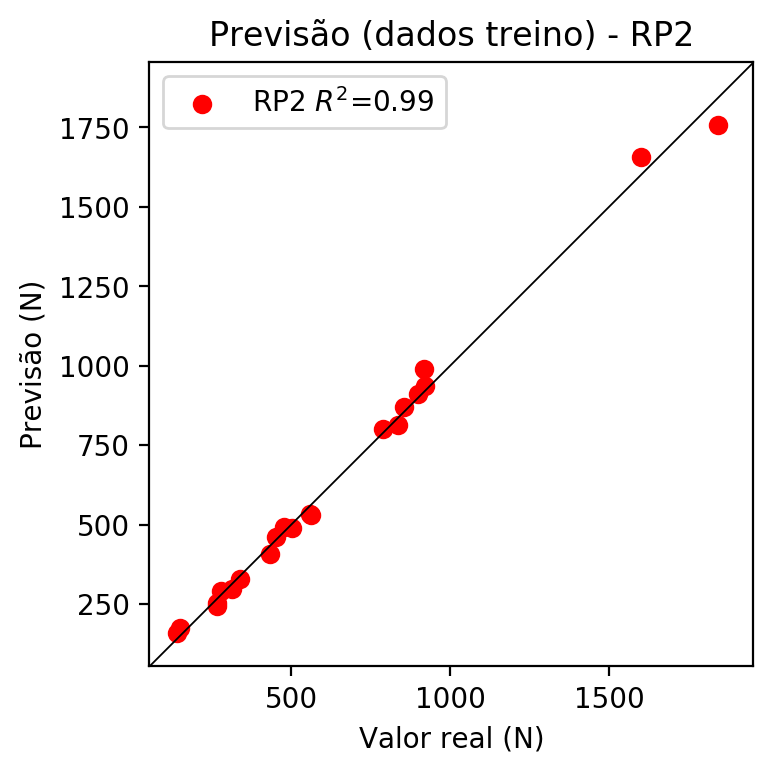 Previsão (dados treino) - RP2
RP2 R²=0.99
Previsão (N)
1750
1500
1250
1000
750
500
250
500 1000 1500
Valor real (N)